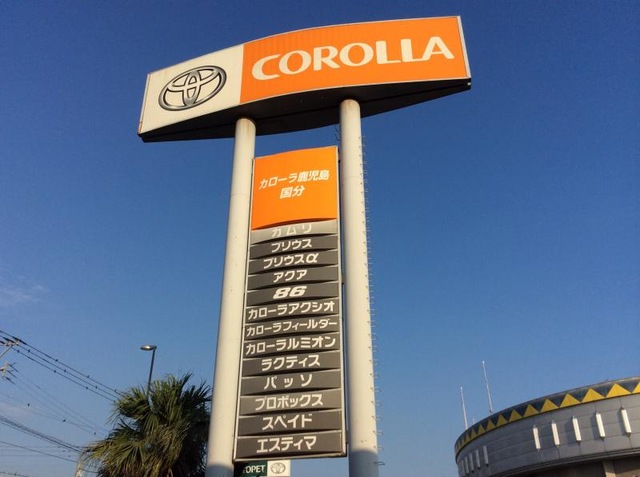 COROLLA
カローラ鹿児島
国分
カムリ
プリウス
プリウスα
アクア
86
カローラアクシオ
カローラフィールダー
カローラルミオン
ラクティス
パッソ
プロボックス
スペイド
エスティマ
TOPET